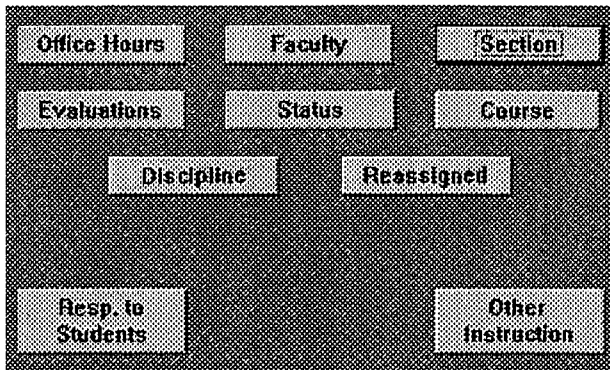 Office Hours
Faculty
Section
Evaluations
Status
Course
Discipline
Reassigned
Resp. to
Students
Other
Instruction